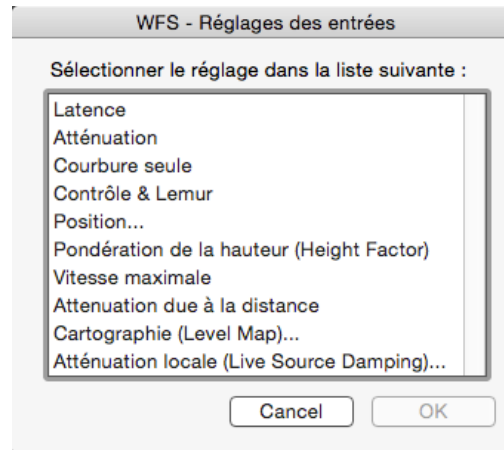 WFS - Réglages des entrées
Sélectionner le réglage dans la liste suivante :
Latence
Atténuation
Courbure seule
Contrôle & Lemur
Position...
Pondération de la hauteur (Height Factor)
Vitesse maximale
Attenuation due à la distance
Cartographie (Level Map)...
Atténuation locale (Live Source Damping)...
Cancel
OK